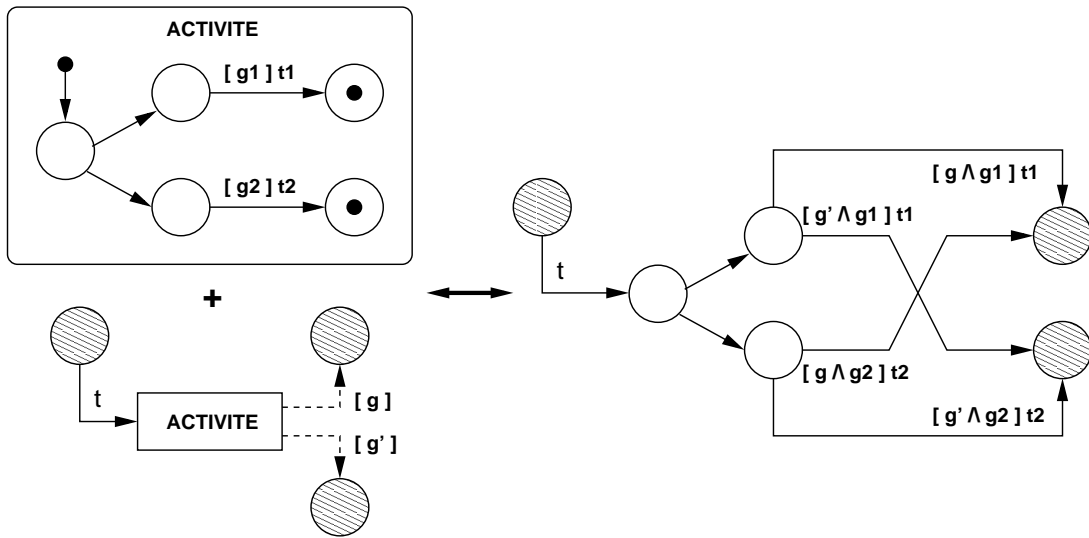 ACTIVITE
[ g1 ] t1
[ g2 ] t2
+
t
ACTIVITE
[ g ]
[ g' ]
t
[ g /\ g1 ] t1
[ g' /\ g1 ] t1
[ g /\ g2 ] t2
[ g' /\ g2 ] t2